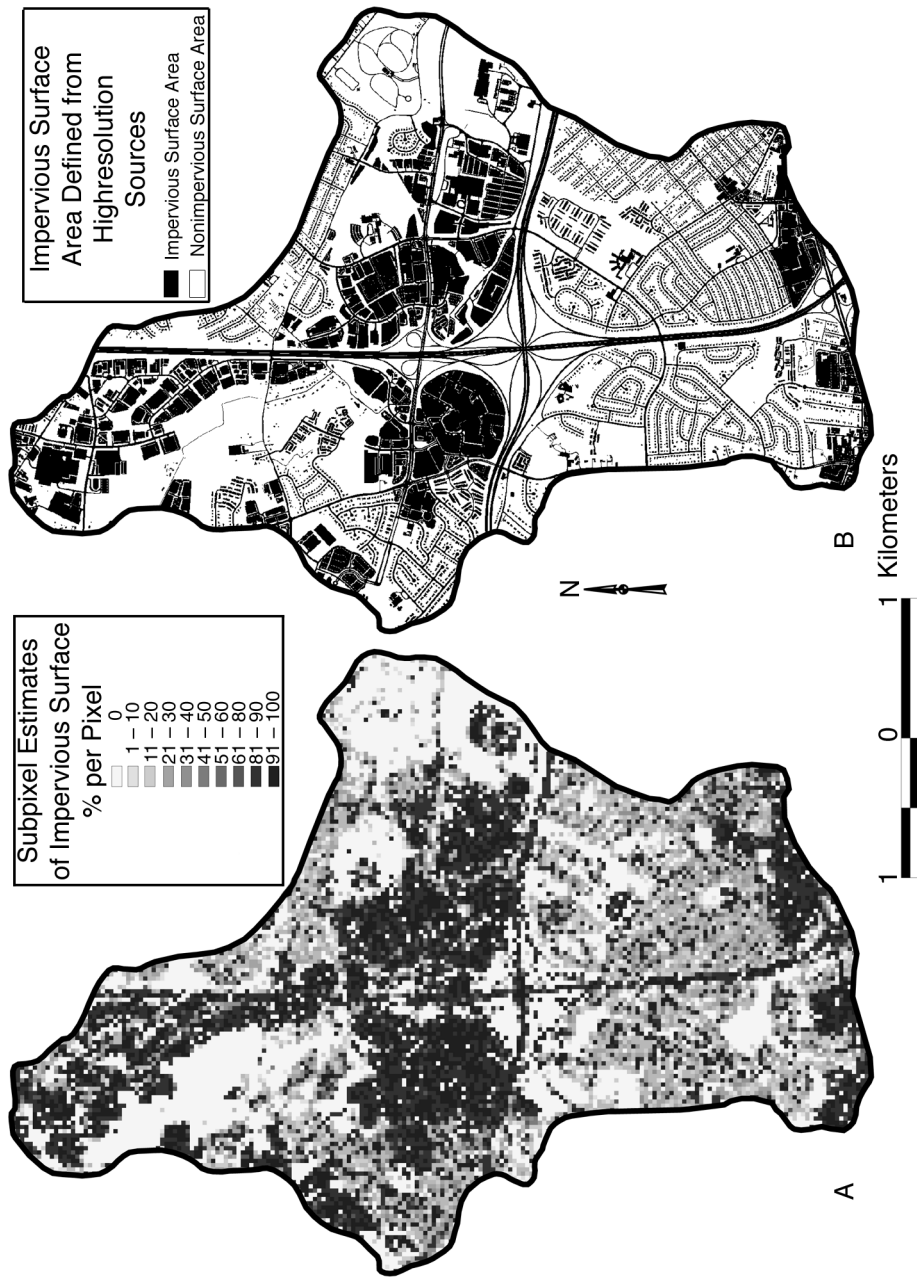 Subpixel Estimates
of Impervious Surface
% per Pixel
0
1 – 10
11 – 20
21 – 30
31 – 40
41 – 50
51 – 60
61 – 80
81 – 90
91 – 100
Impervious Surface
Area Defined from
Highresolution
Sources
Impervious Surface Area
Nonimpervious Surface Area
N
A
B
1
0
1
Kilometers